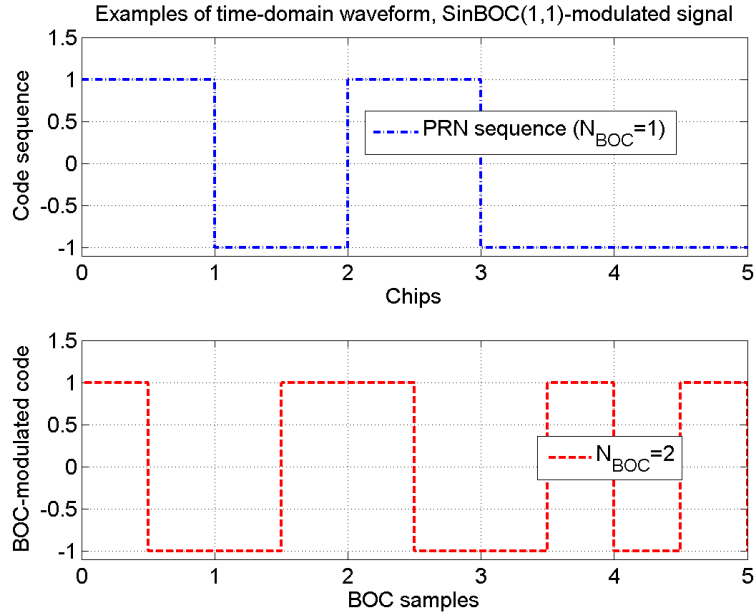 Examples of time-domain waveform, SinBOC(1,1)-modulated signal
1.5
1
0.5
0
-0.5
-1
Code sequence
PRN sequence (N_BOC=1)
0 1 2 3 4 5
Chips
1.5
1
0.5
0
-0.5
-1
BOC-modulated code
N_BOC=2
0 1 2 3 4 5
BOC samples